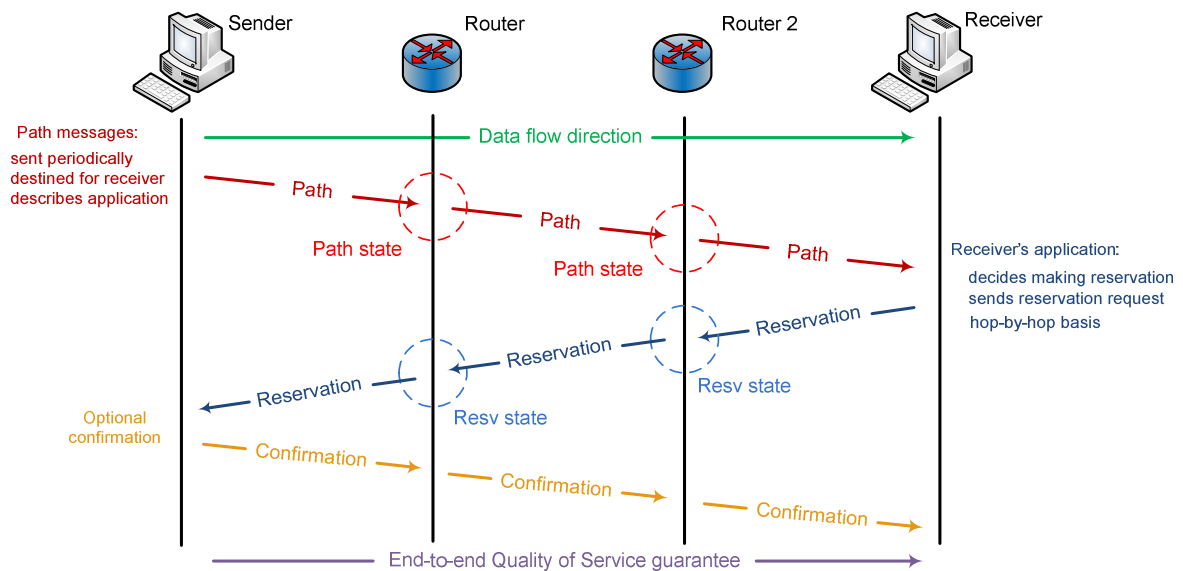 Sender
Router
Router 2
Receiver
Path messages:
sent periodically
destined for receiver
describes application
Data flow direction
Path
Path
Path
Path state
Path state
Receiver's application:
decides making reservation
sends reservation request
hop-by-hop basis
Reservation
Reservation
Reservation
Resv state
Resv state
Optional
confirmation
Confirmation
Confirmation
Confirmation
End-to-end Quality of Service guarantee